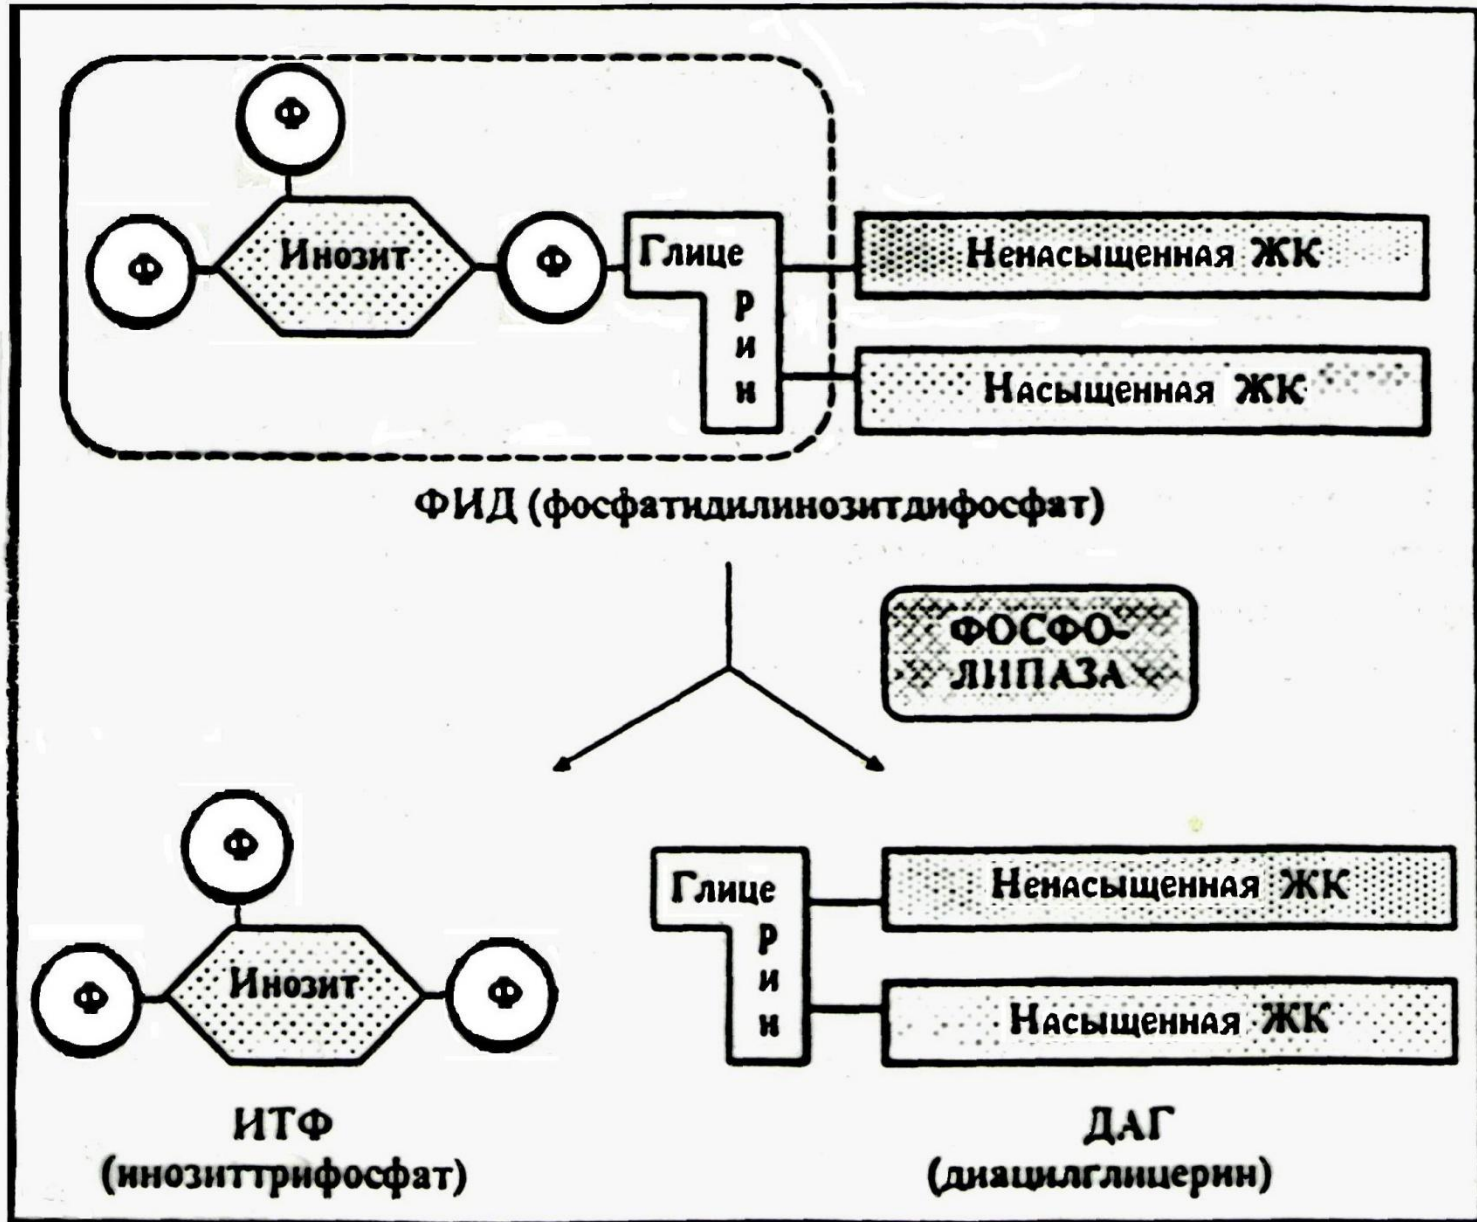 Ф
Ф
Инозит
Ф
Глице
р
и
н
Ненасыщенная ЖК
Насыщенная ЖК
ФИД (фосфатидилинозитдифосфат)
ФОСФО-
ЛИПАЗА
Ф
Ф
Инозит
Ф
Глице
р
и
н
Ненасыщенная ЖК
Насыщенная ЖК
ИТФ
(инозиттрифосфат)
ДАГ
(диацилглицерин)